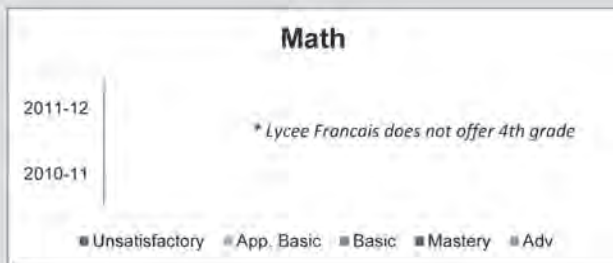 Math
2011-12
* Lycee Francais does not offer 4th grade
2010-11
Unsatisfactory App. Basic Basic Mastery Adv